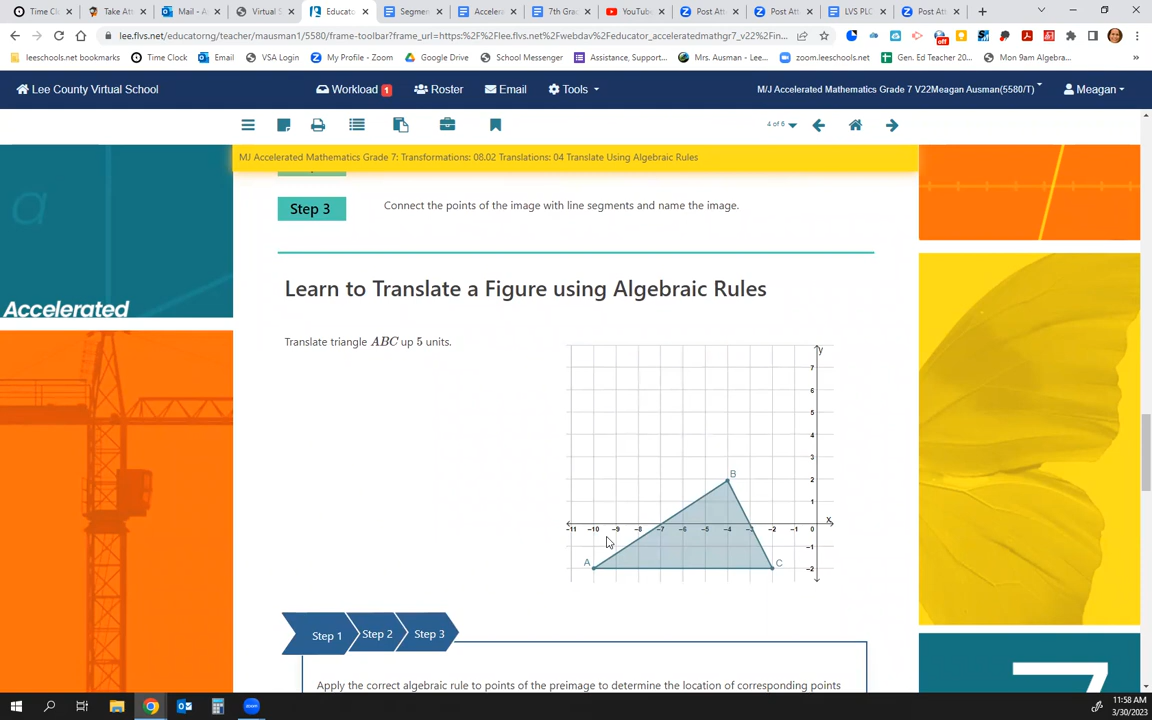 Time Cl
Take Att
Mail - A
Virtual S
Educato
Segmen
Accelera
7th Grad
YouTub
Post Att
Post Att
LVS PLC
Post Att
lee.flvs.net/educatorng/teacher/mausman1/5580/frame-toolbar?frame_url=https:%2F%2Flee.flvs.net%2Fwebdav%2Feducator_acceleratedmathgr7_v22%2Fin...
leeschools.net bookmarks
Time Clock
Email
VSA Login
My Profile - Zoom
Google Drive
School Messenger
Assistance, Support...
Mrs. Ausman - Lee...
zoom.leeschools.net
Gen. Ed Teacher 20...
Mon 9am Algebra...
»
Lee County Virtual School
Workload 1
Roster
Email
Tools
M/J Accelerated Mathematics Grade 7 V22Meagan Ausman(5580/T)
Meagan
4 of 6
MJ Accelerated Mathematics Grade 7: Transformations: 08.02 Translations: 04 Translate Using Algebraic Rules
Step 3
Connect the points of the image with line segments and name the image.
Learn to Translate a Figure using Algebraic Rules
Translate triangle ABC up 5 units.
y
7
6
5
4
3
B
2
1
x
-11 -10 -9 -8 -7 -6 -5 -4 -3 -2 -1 0
-1
A
C
-2
Step 1
Step 2
Step 3
Apply the correct algebraic rule to points of the preimage to determine the location of corresponding points
a
Accelerated
7
11:58 AM
3/30/2023